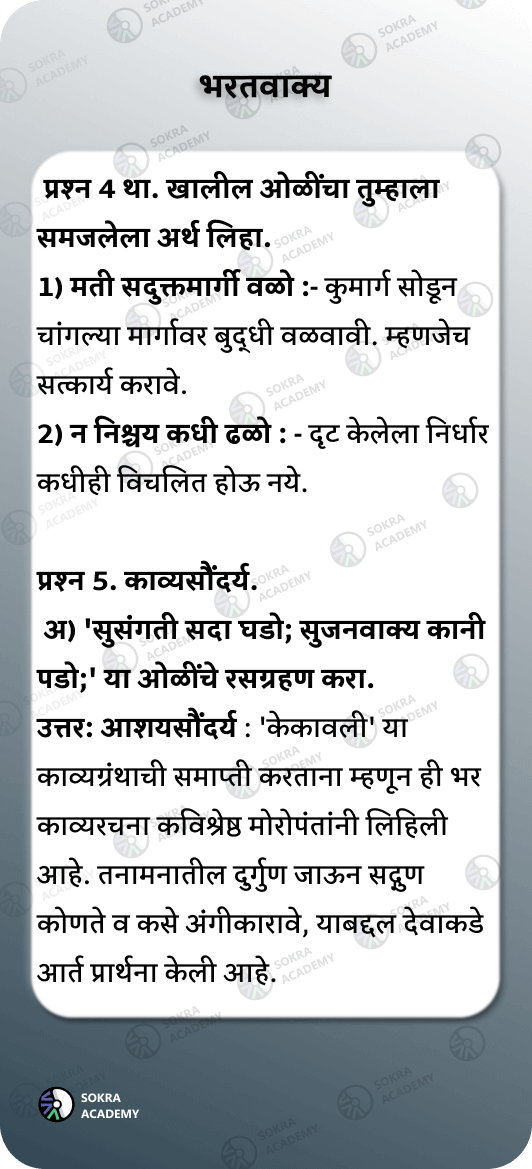 भरतवाक्य
प्रश्न 4 था. खालील ओळींचा तुम्हाला
समजलेला अर्थ लिहा.
1) मती सदुक्तमार्गी वळो :- कुमार्ग सोडून
चांगल्या मार्गावर बुद्धी वळवावी. म्हणजेच
सत्कार्य करावे.
2) न निश्चय कधी ढळो : - दृट केलेला निर्धार
कधीही विचलित होऊ नये.
प्रश्न 5. काव्यसौंदर्य.
अ) 'सुसंगती सदा घडो; सुजनवाक्य कानी
पडो;' या ओळींचे रसग्रहण करा.
उत्तर: आशयसौंदर्य : 'केकावली' या
काव्यग्रंथाची समाप्ती करताना म्हणून ही भर
काव्यरचना कविश्रेष्ठ मोरोपंतांनी लिहिली
आहे. तनामनातील दुर्गुण जाऊन सद्गुण
कोणते व कसे अंगीकारावे, याबद्दल देवाकडे
आर्त प्रार्थना केली आहे.
SOKRA
ACADEMY